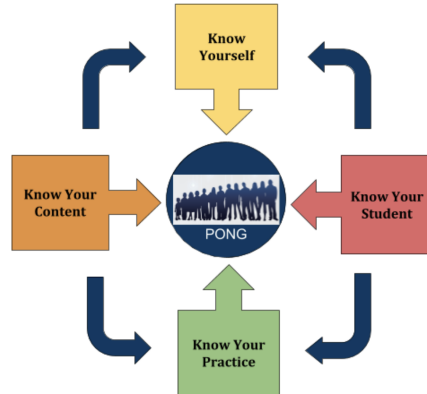 Know
Yourself
Know Your
Content
Know Your
Student
PONG
Know Your
Practice